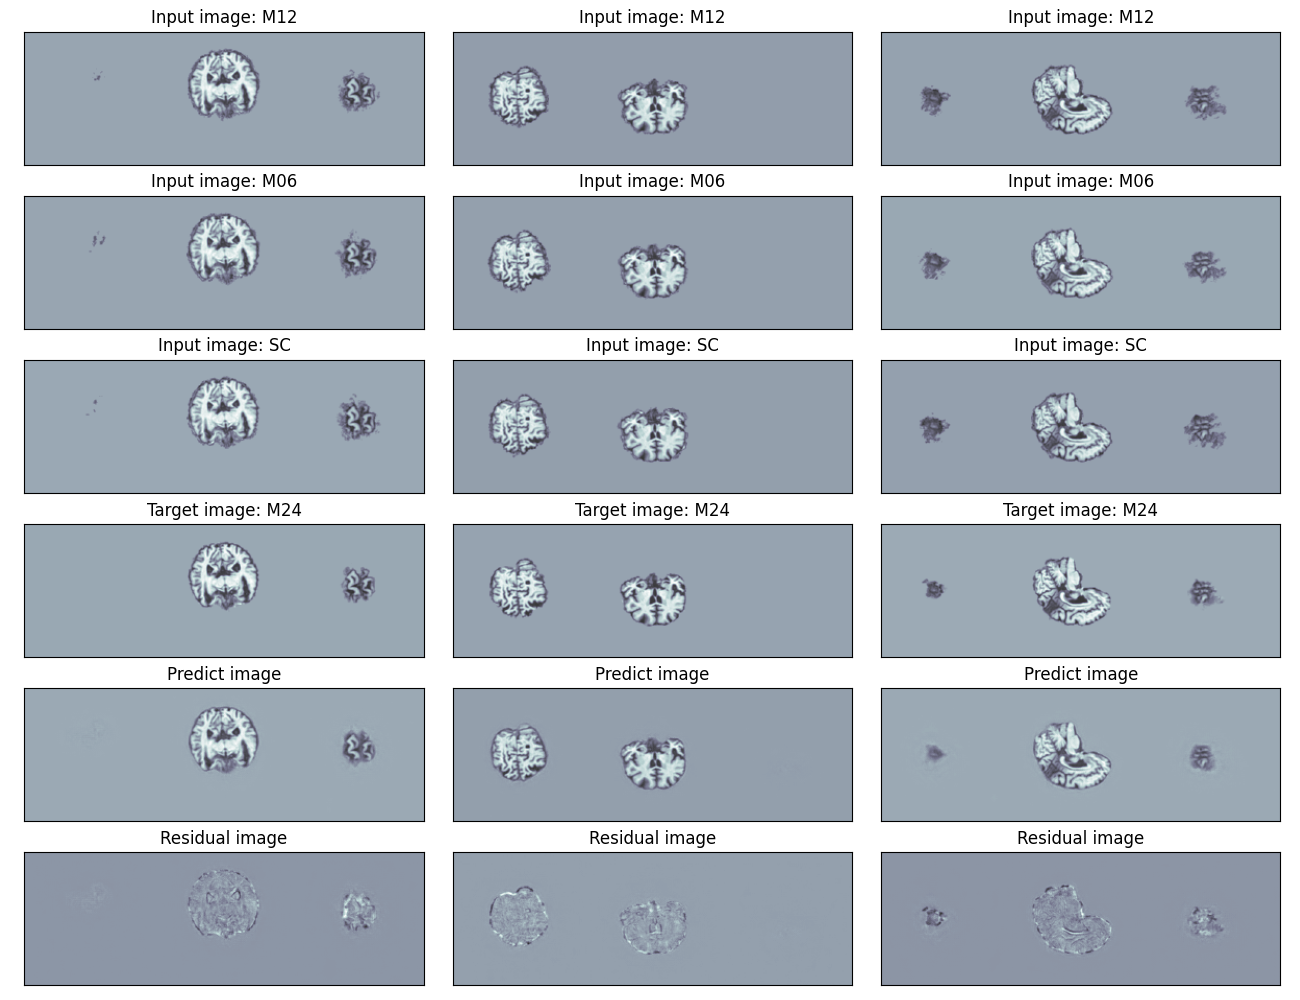 Input image: M12 Input image: M12 Input image: M12
Input image: M06 Input image: M06 Input image: M06
Input image: SC Input image: SC Input image: SC
Target image: M24 Target image: M24 Target image: M24
Predict image Predict image Predict image
Residual image Residual image Residual image